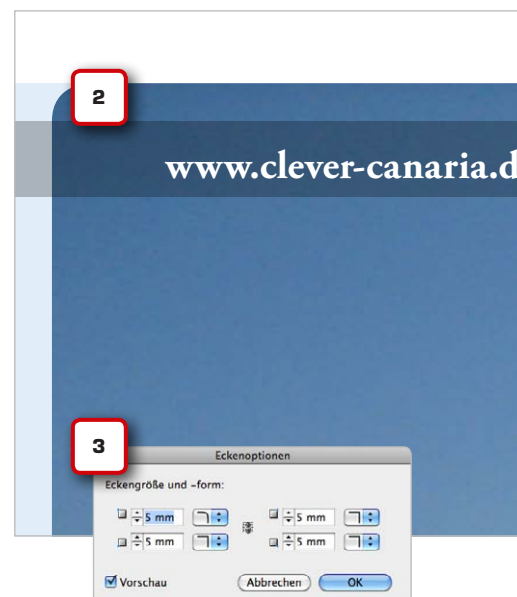 2
www.clever-canaria.d
3
Eckenoptionen
Eckengröße und -form:
5 mm 5 mm
5 mm 5 mm
Vorschau Abbrechen OK